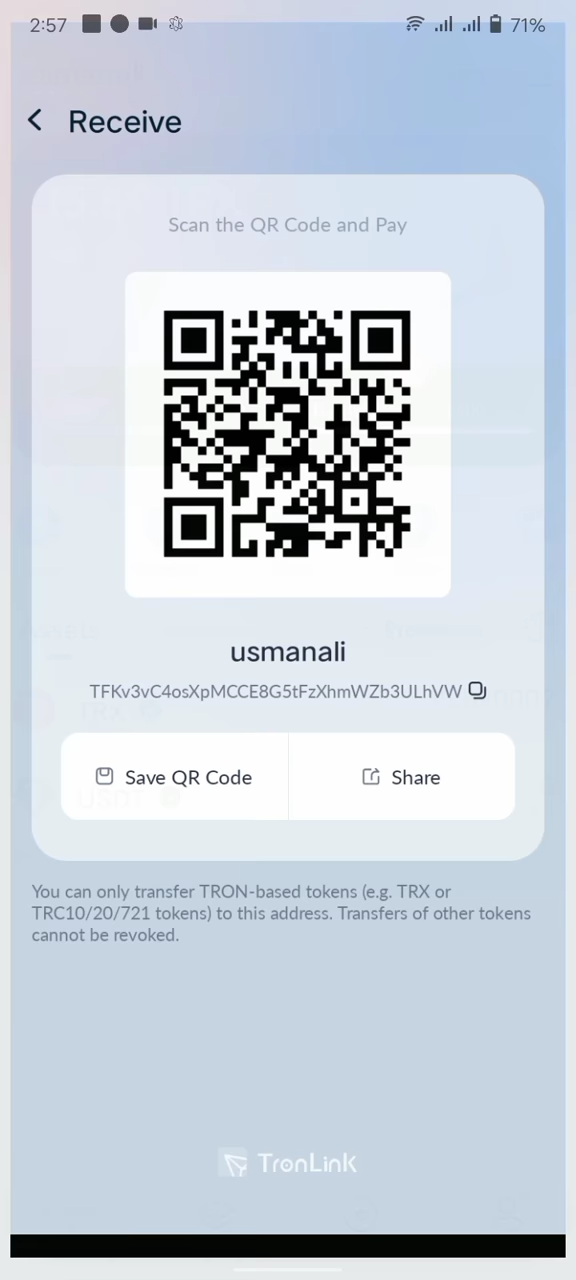 2:57
71%
Receive
Scan the QR Code and Pay
usmanali
TFKv3vC4osXpMCCE8G5tFzXhmWZb3ULhVW
Save QR Code
Share
You can only transfer TRON-based tokens (e.g. TRX or
TRC10/20/721 tokens) to this address. Transfers of other tokens
cannot be revoked.
TronLink
TRX
USDT